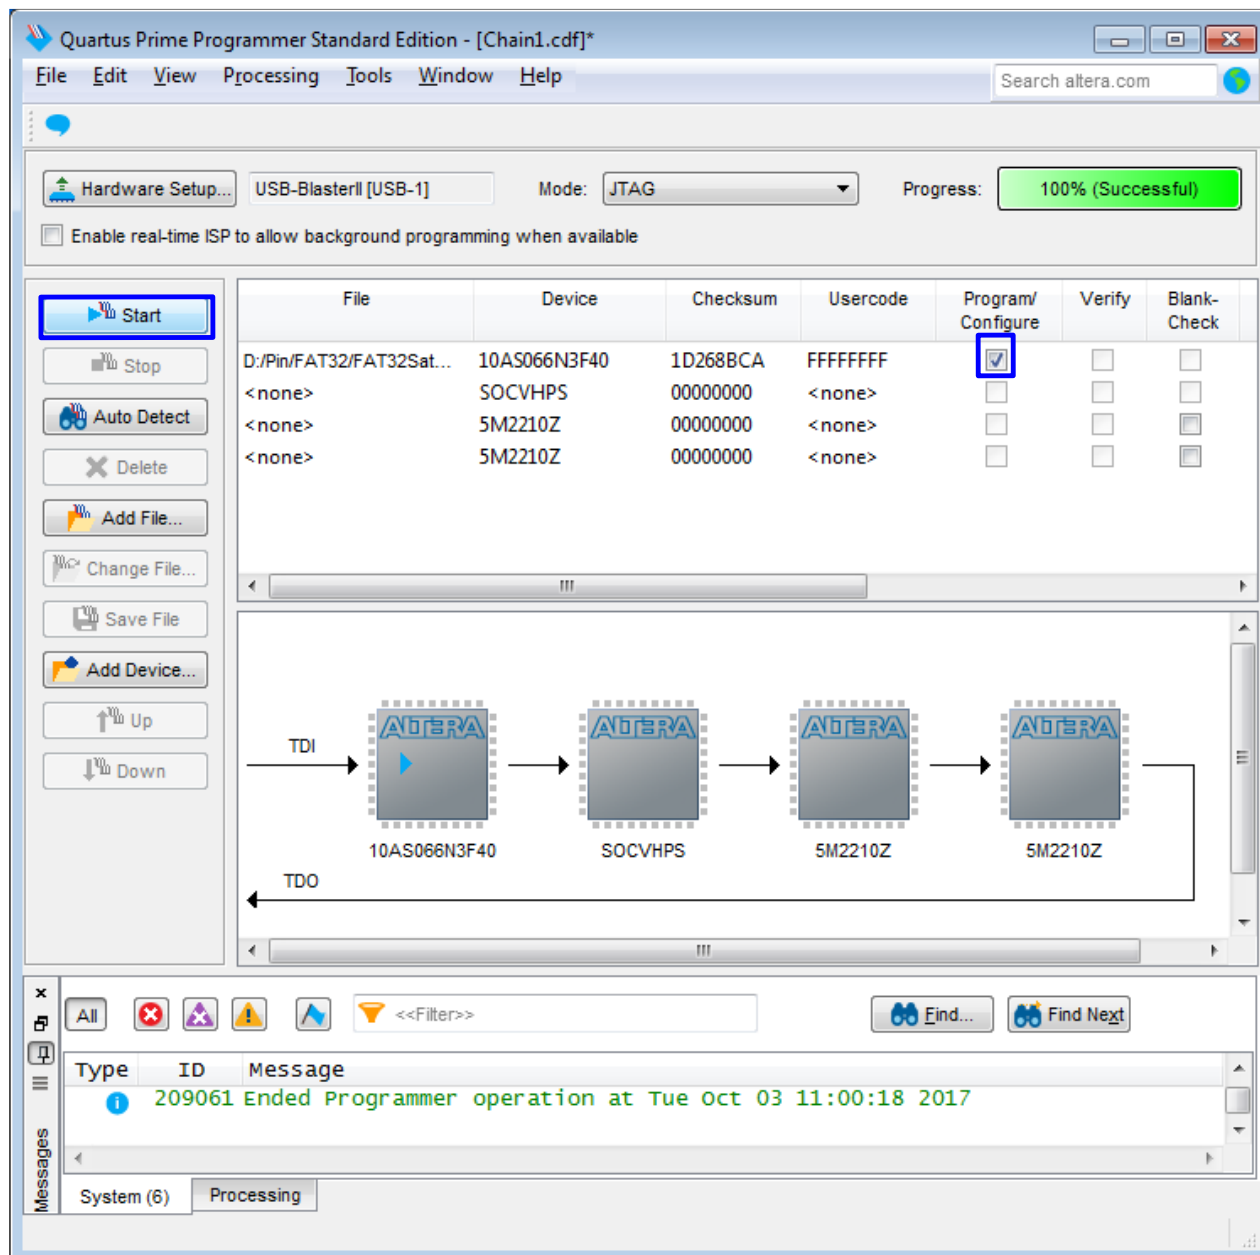 Quartus Prime Programmer Standard Edition - [Chain1.cdf]*
File Edit View Processing Tools Window Help Search altera.com
Hardware Setup... USB-BlasterII [USB-1] Mode: JTAG Progress: 100% (Successful)
Enable real-time ISP to allow background programming when available
Start
Stop
Auto Detect
Delete
Add File...
Change File...
Save File
Add Device...
Up
Down
File Device Checksum Usercode Program/ Verify Blank-
Configure Check
D:/Pin/FAT32/FAT32Sat... 10AS066N3F40 1D268BCA FFFFFFFF
<none> SOCVHPS 00000000 <none>
<none> 5M2210Z 00000000 <none>
<none> 5M2210Z 00000000 <none>
ALTERA ALTERA ALTERA ALTERA
TDI
10AS066N3F40 SOCVHPS 5M2210Z 5M2210Z
TDO
All <<Filter>> Find... Find Next
Type ID Message
209061 Ended Programmer operation at Tue Oct 03 11:00:18 2017
Messages
System (6) Processing